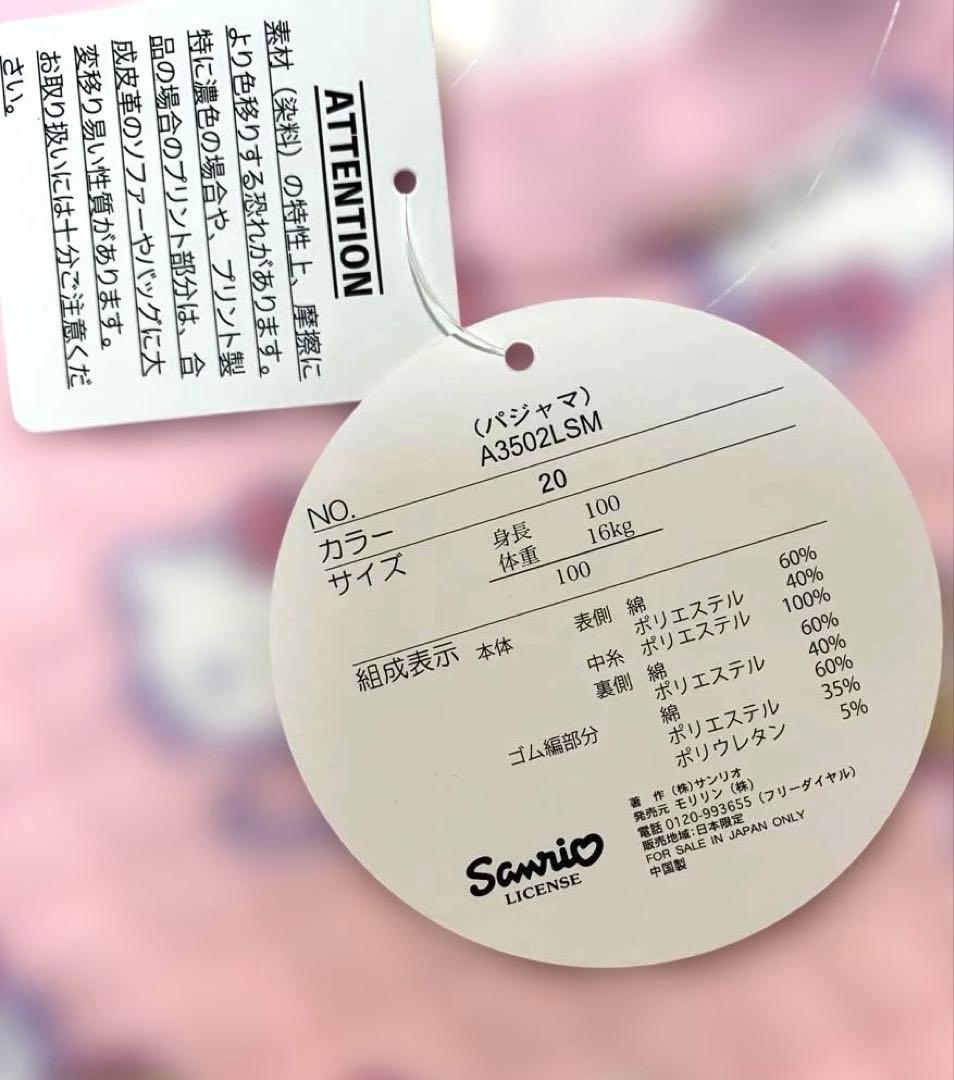 ATTENTION
素材（染料）の特性上、摩擦に
より色移りする恐れがあります。
特に濃色の場合や、プリント製
品の場合のプリント部分は、合
成皮革のソファーやバッグに大
変移り易い性質があります。
お取り扱いには十分ご注意くだ
さい。
（パジャマ）
NO. A3502LSM
カラー 20
サイズ 身長 100
体重 16kg
100
組成表示 本体 表側 綿 60%
ポリエステル 40%
中糸 ポリエステル 100%
裏側 綿 60%
ポリエステル 40%
ゴム編部分 綿 60%
ポリエステル 35%
ポリウレタン 5%
Sanrio
LICENSE
著 作 (株)サンリオ
発売元 モリリン（株）
電話 0120-993655（フリーダイヤル）
販売地域:日本限定
FOR SALE IN JAPAN ONLY
中国製